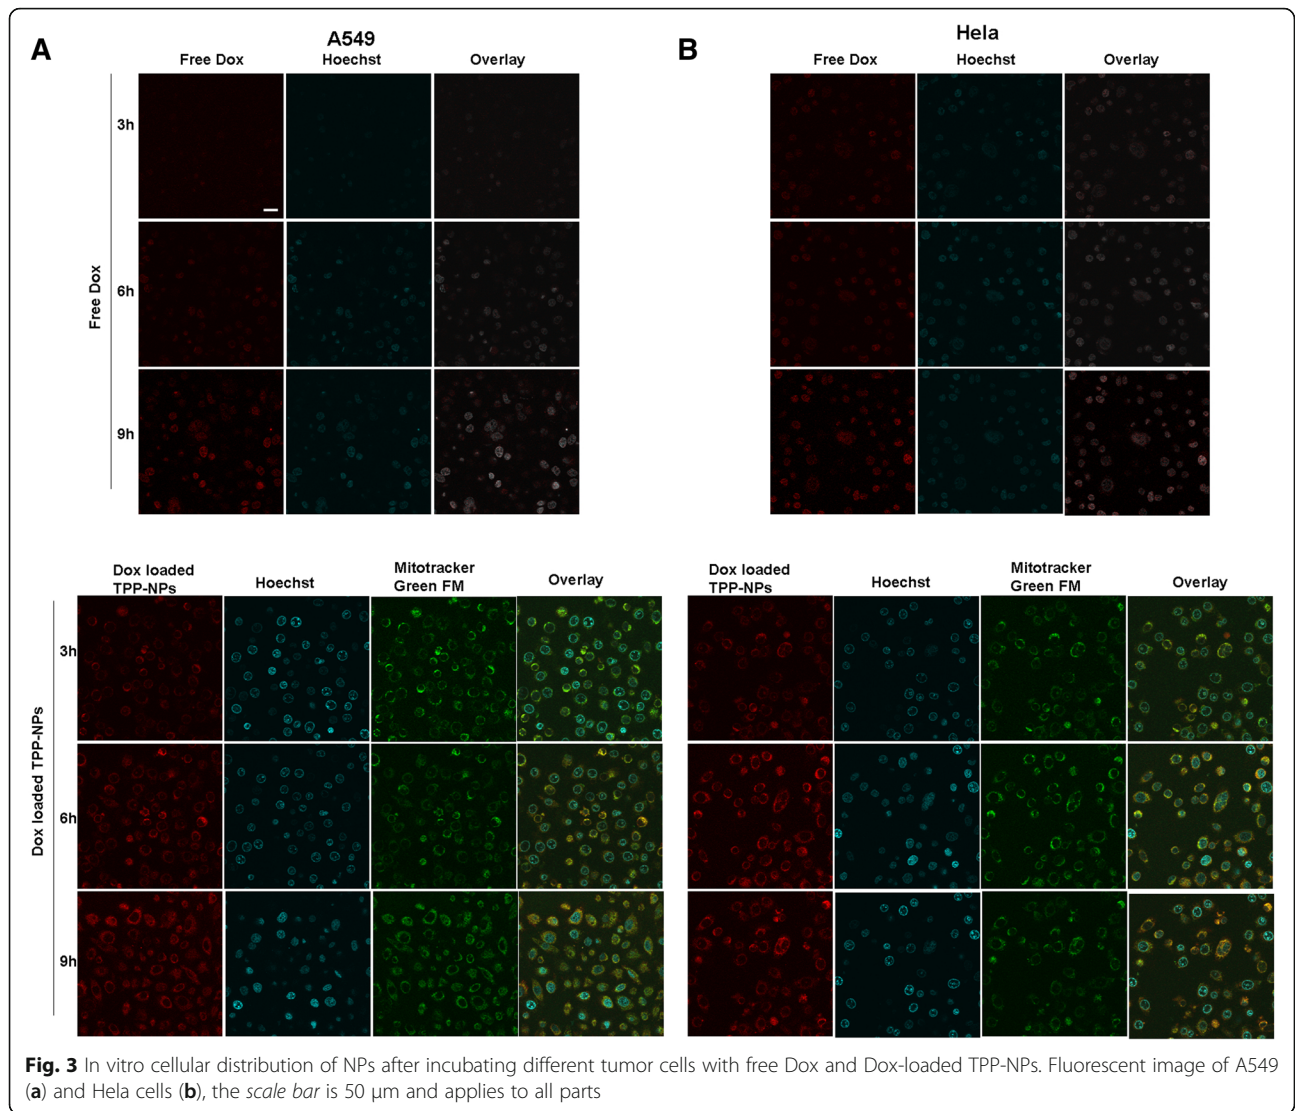 A
A549
Free Dox Hoechst Overlay
3h
6h
9h
Free Dox
B
Hela
Free Dox Hoechst Overlay
Dox loaded
TPP-NPs
Hoechst
Mitotracker
Green FM
Overlay
3h
6h
9h
Dox loaded TPP-NPs
Dox loaded
TPP-NPs
Hoechst
Mitotracker
Green FM
Overlay
Fig. 3 In vitro cellular distribution of NPs after incubating different tumor cells with free Dox and Dox-loaded TPP-NPs. Fluorescent image of A549
(a) and Hela cells (b), the scale bar is 50 μm and applies to all parts